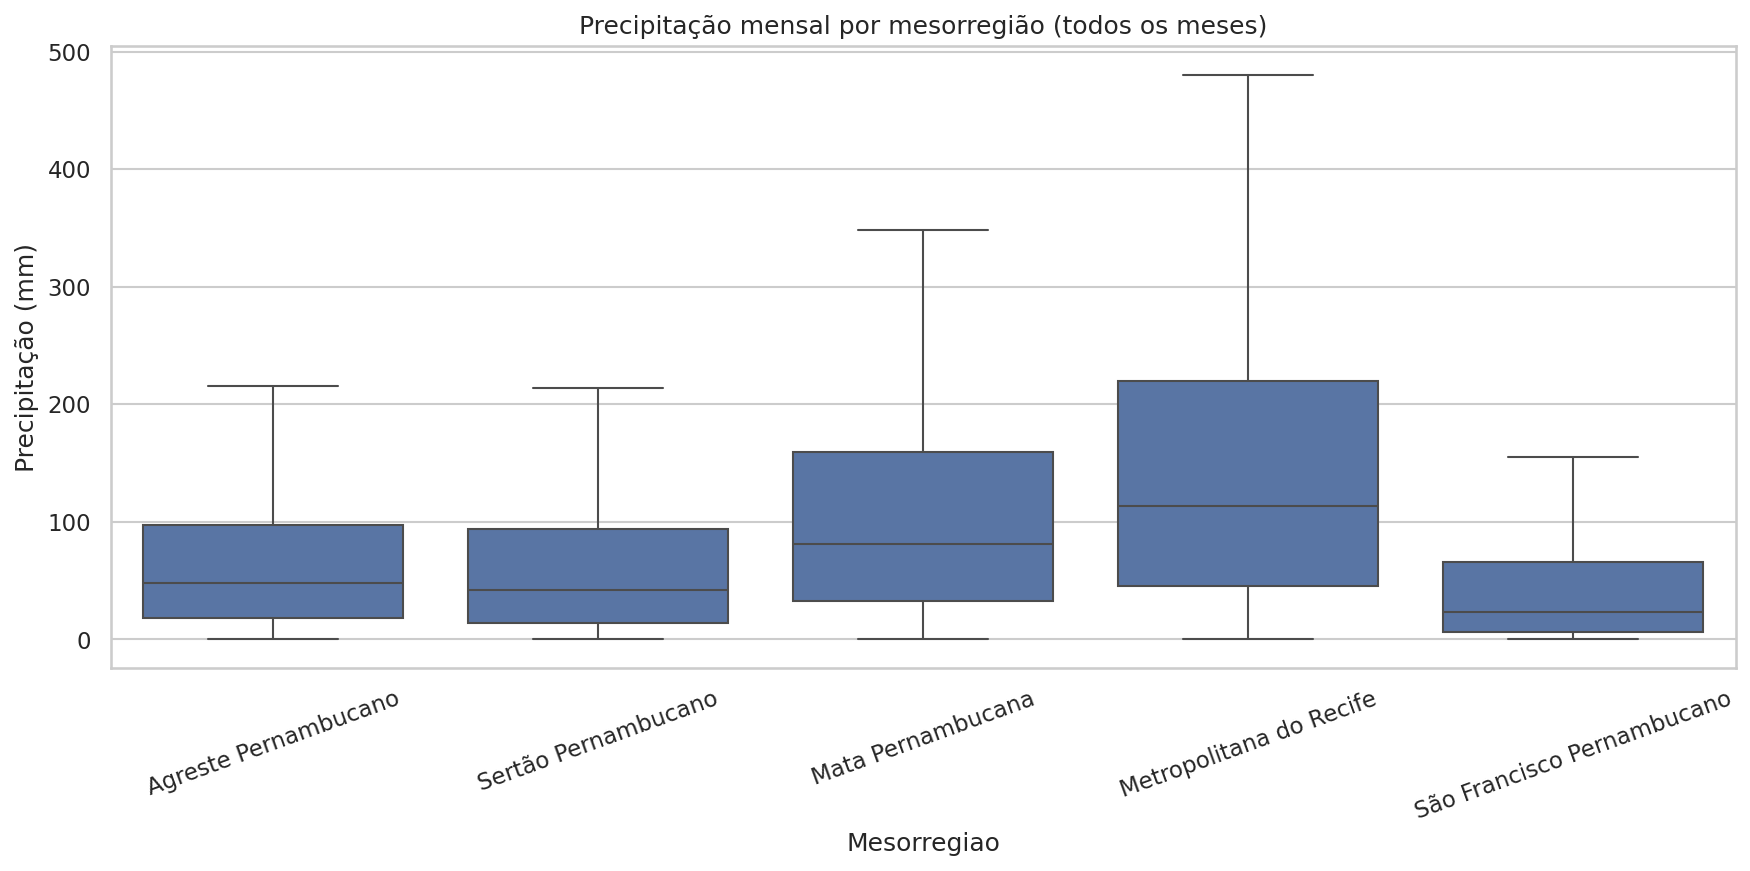 Precipitação mensal por mesorregião (todos os meses)
Precipitação (mm)
500
400
300
200
100
0
Agreste Pernambucano
Sertão Pernambucano
Mata Pernambucana
Metropolitana do Recife
São Francisco Pernambucano
Mesorregiao